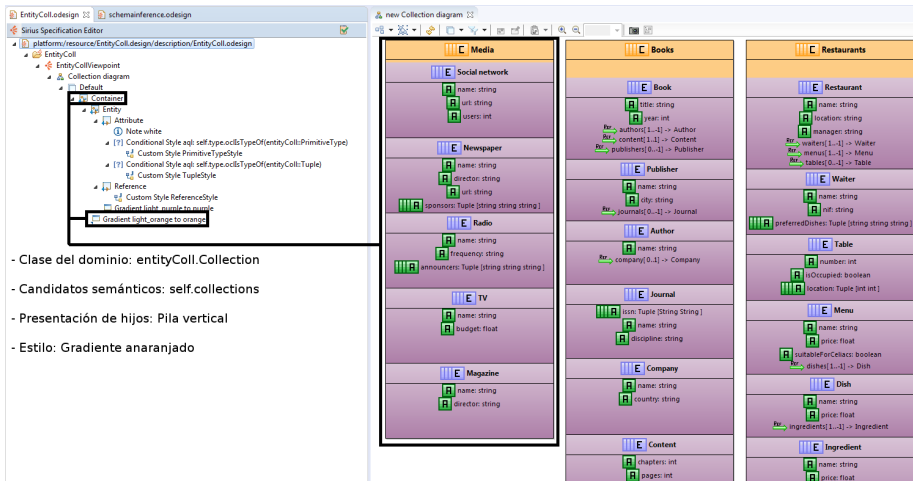 EntityColl.odesign
schemainference.odesign
Sirius Specification Editor
platform:/resource/EntityColl.design/description/EntityColl.odesign
EntityColl
EntityCollViewpoint
Collection diagram
Default
Container
Entity
Attribute
Note white
Conditional Style aql: self.type.oclIsTypeOf(entityColl::PrimitiveType)
Custom Style PrimitiveTypeStyle
Conditional Style aql: self.type.oclIsTypeOf(entityColl::Tuple)
Custom Style TupleStyle
Reference
Custom Style ReferenceStyle
Gradient light_purple to purple
Gradient light_orange to orange
- Clase del dominio: entityColl.Collection
- Candidatos semánticos: self.collections
- Presentación de hijos: Pila vertical
- Estilo: Gradiente anaranjado
new Collection diagram
E Media
E Social network
A name: string
A url: string
A users: int
E Newspaper
A name: string
A director: string
A url: string
A sponsors: Tuple [string string string ]
E Radio
A name: string
A frequency: string
A announcers: Tuple [string string string ]
E TV
A name: string
A budget: float
E Magazine
A name: string
A director: string
E Books
E Book
A title: string
A year: int
Ref authors[1..-1] -> Author
Ref content[1..-1] -> Content
Ref publishers[0..-1] -> Publisher
E Publisher
A name: string
A city: string
Ref journals[0..-1] -> Journal
E Author
A name: string
Ref company[0..1] -> Company
E Journal
A issn: Tuple [String String ]
A name: string
A discipline: string
E Company
A name: string
A country: string
E Content
A chapters: int
A pages: int
E Restaurants
E Restaurant
A name: string
A location: string
A manager: string
Ref waiters[1..-1] -> Waiter
Ref menus[1..-1] -> Menu
Ref tables[0..-1] -> Table
E Waiter
A name: string
A nif: string
A preferredDishes: Tuple [string string string ]
E Table
A number: int
A isOccupied: boolean
A location: Tuple [int int ]
E Menu
A name: string
A price: float
A suitableForCeliacs: boolean
Ref dishes[1..-1] -> Dish
E Dish
A name: string
A price: float
Ref ingredients[1..-1] -> Ingredient
E Ingredient
A name: string
A price: float